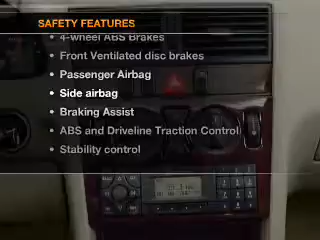 SAFETY FEATURES
• 4-wheel ABS Brakes
• Front Ventilated disc brakes
• Passenger Airbag
• Side airbag
• Braking Assist
• ABS and Driveline Traction Control
• Stability control